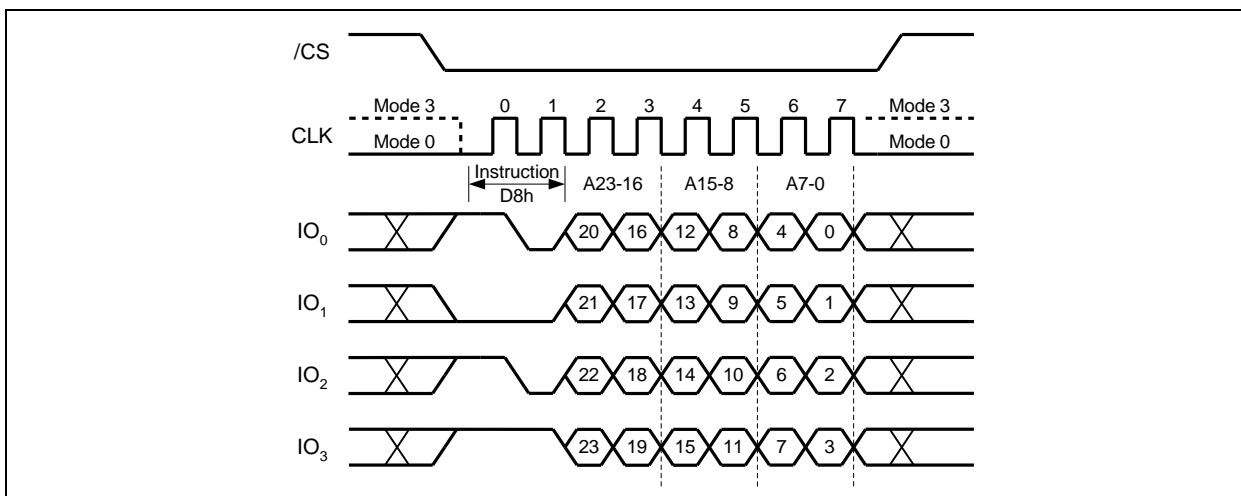 /CS
Mode 3 0 1 2 3 4 5 6 7 Mode 3
CLK
Mode 0 Mode 0
Instruction
D8h
A23-16 A15-8 A7-0
IO0 20 16 12 8 4 0
IO1 21 17 13 9 5 1
IO2 22 18 14 10 6 2
IO3 23 19 15 11 7 3